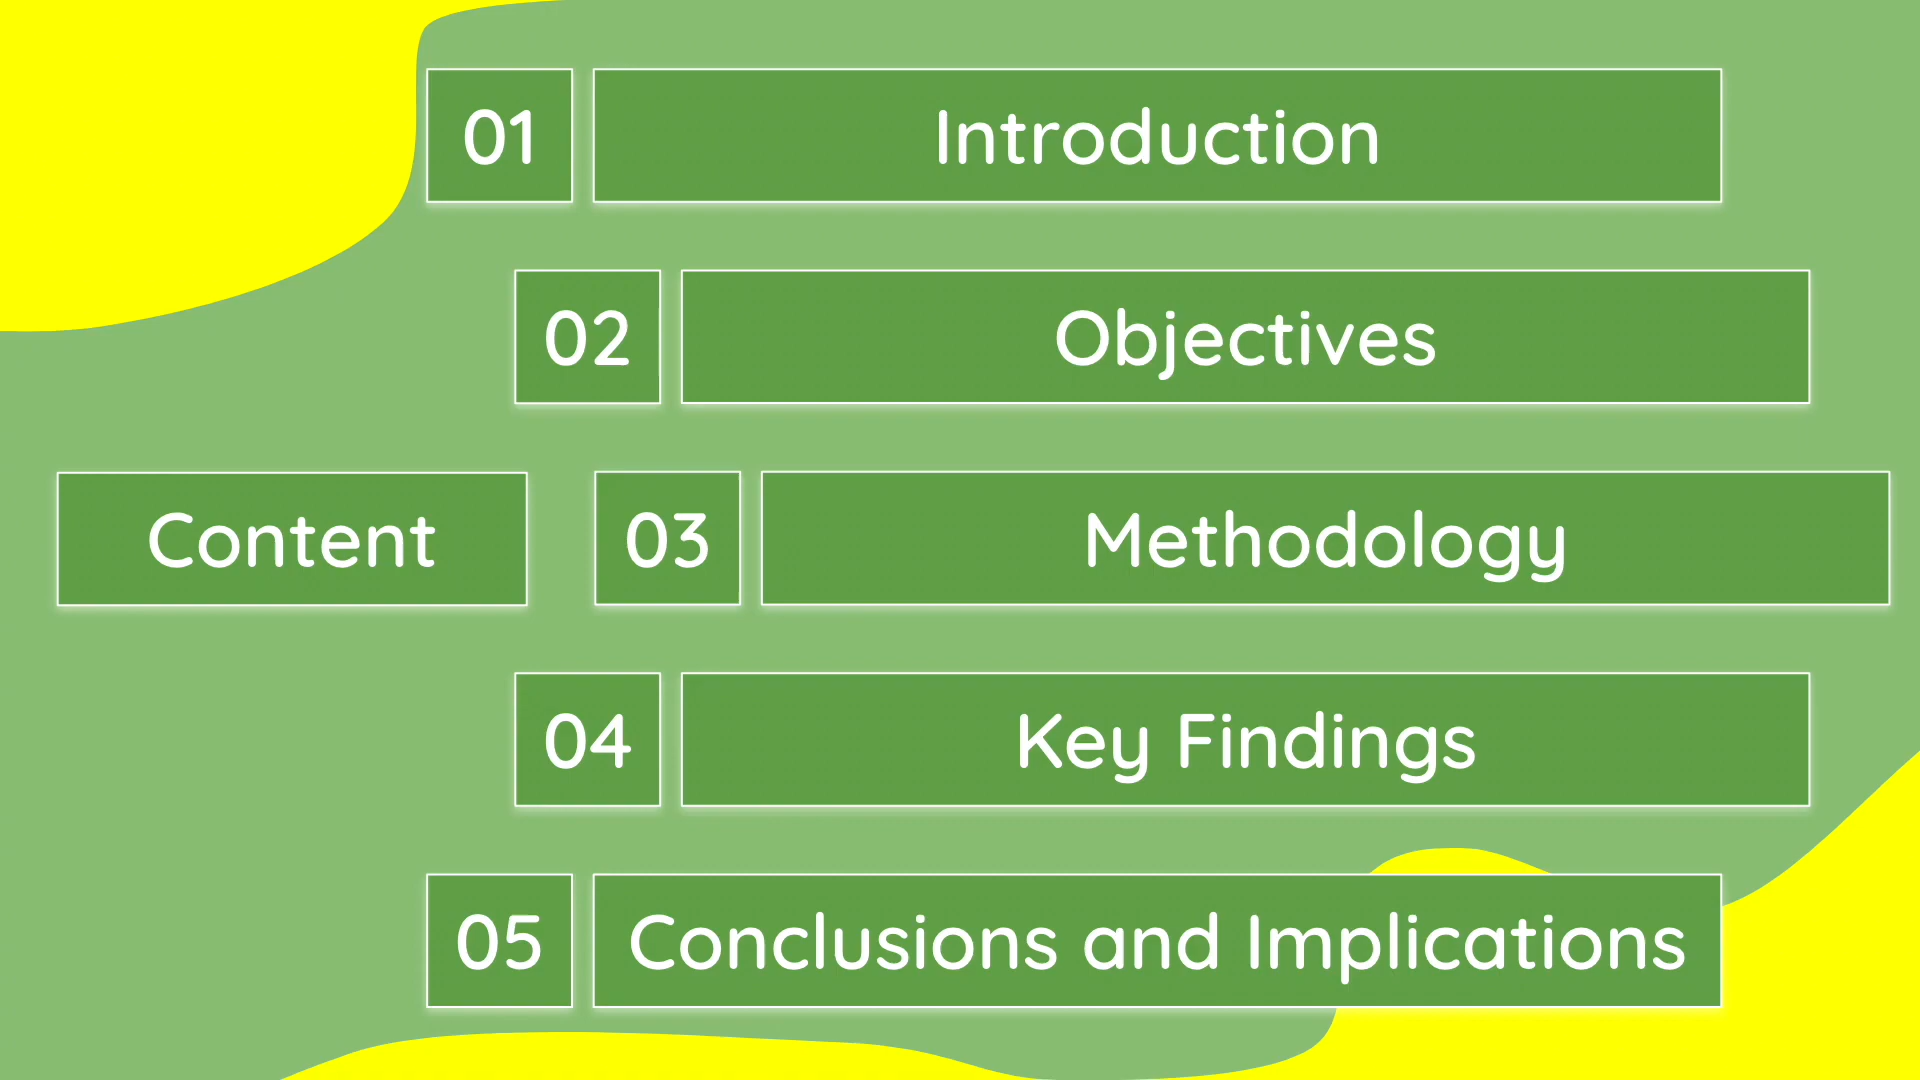 Content
01
Introduction
02
Objectives
03
Methodology
04
Key Findings
05
Conclusions and Implications